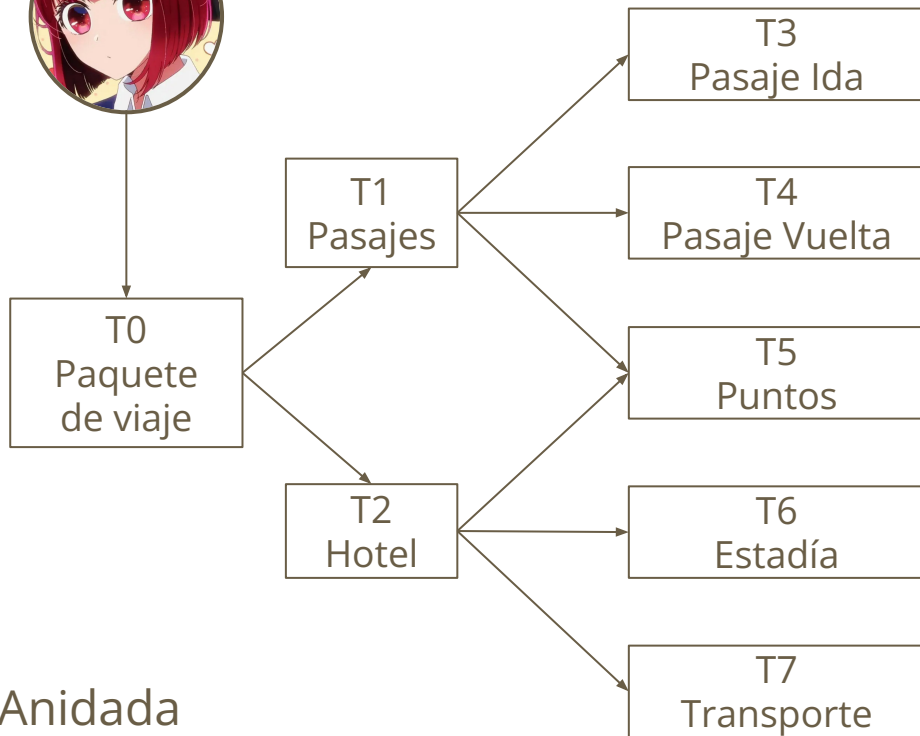 T3
Pasaje Ida
T1
Pasajes
T4
Pasaje Vuelta
T0
Paquete
de viaje
T5
Puntos
T2
Hotel
T6
Estadía
T7
Transporte
Anidada